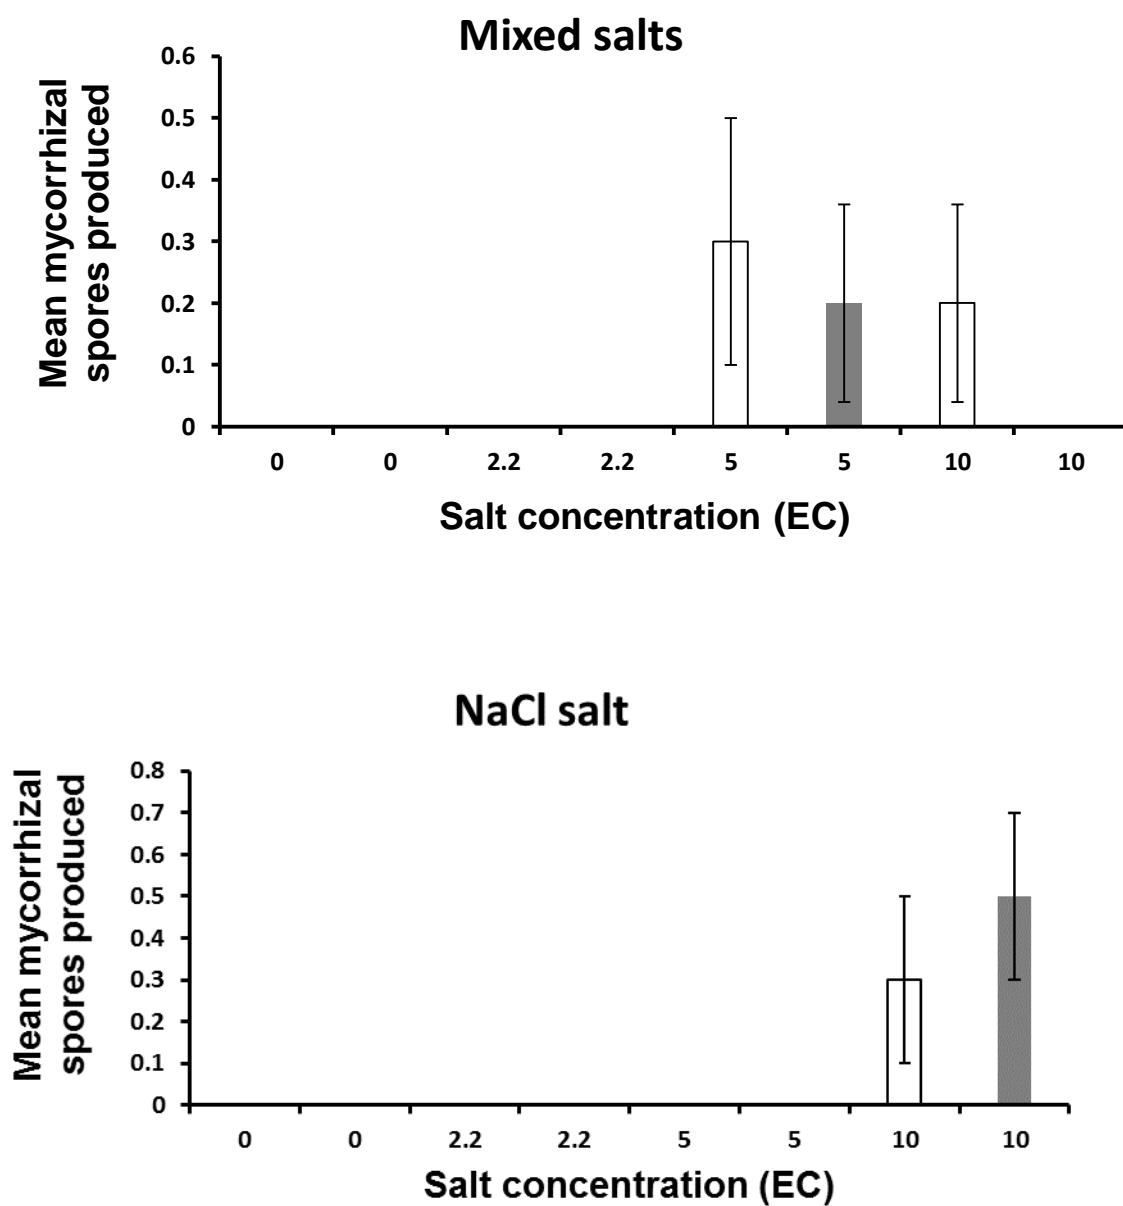 Mixed salts
Mean mycorrhizal
spores produced
0.6
0.5
0.4
0.3
0.2
0.1
0
0 0 2.2 2.2 5 5 10 10
Salt concentration (EC)
NaCl salt
Mean mycorrhizal
spores produced
0.8
0.7
0.6
0.5
0.4
0.3
0.2
0.1
0
0 0 2.2 2.2 5 5 10 10
Salt concentration (EC)